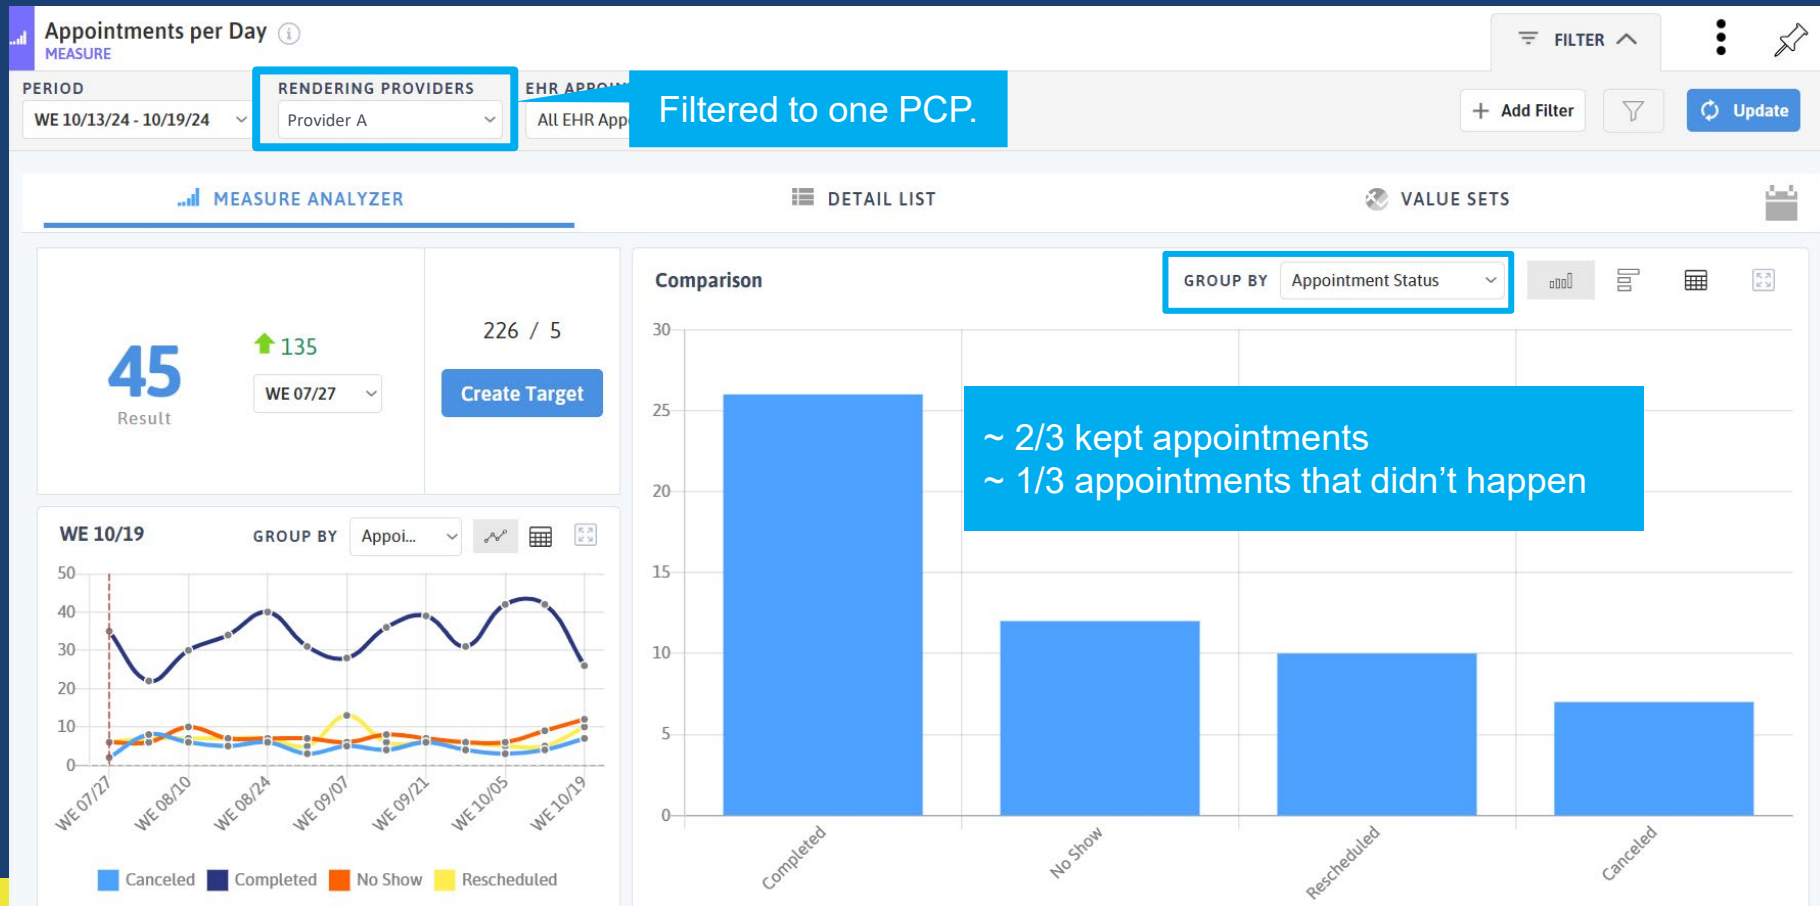 Appointments per Day
MEASURE
FILTER
PERIOD
RENDERING PROVIDERS
WE 10/13/24 - 10/19/24
Provider A
All EHR
Filtered to one PCP.
+ Add Filter
Update
MEASURE ANALYZER
DETAIL LIST
VALUE SETS
45
Result
135
WE 07/27
226 / 5
Create Target
Comparison
GROUP BY Appointment Status
30
25
20
15
10
5
0
~ 2/3 kept appointments
~ 1/3 appointments that didn’t happen
Completed
No Show
Rescheduled
Canceled
WE 10/19
GROUP BY Appoi...
50
40
30
20
10
0
WE 07/27
WE 08/10
WE 08/24
WE 09/07
WE 09/21
WE 10/05
WE 10/19
Canceled Completed No Show Rescheduled